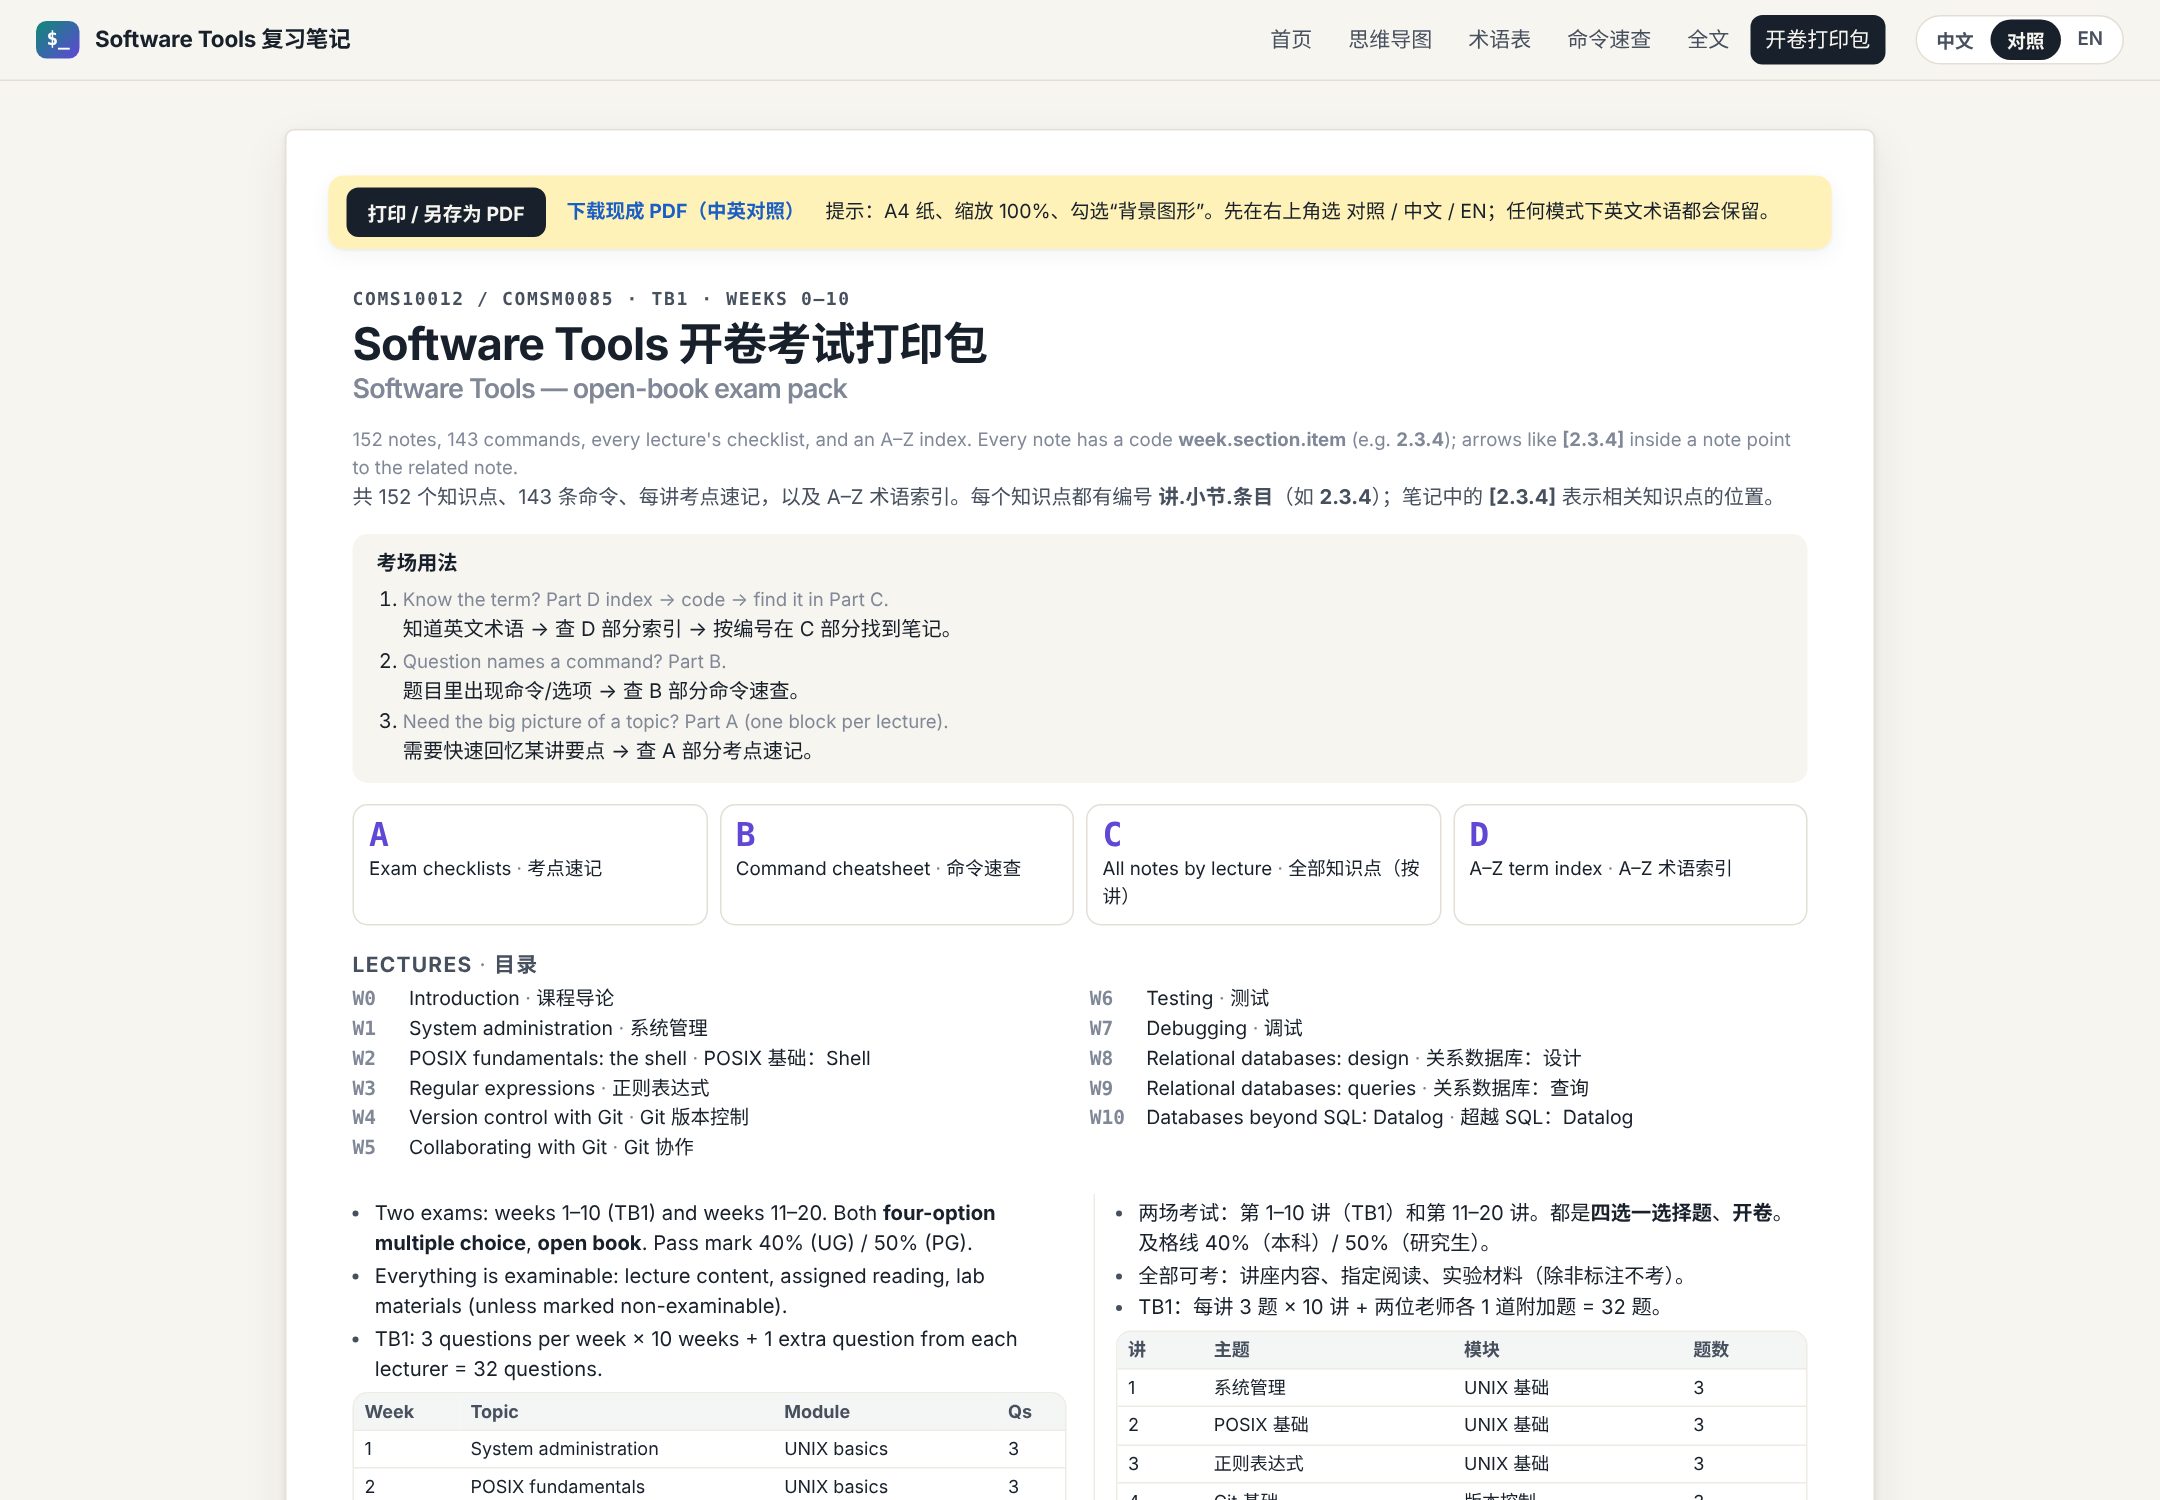 $_ Software Tools 复习笔记 首页 思维导图 术语表 命令速查 全文 开卷打印包 中文 对照 EN
打印 / 另存为 PDF 下载现成 PDF（中英对照） 提示：A4 纸、缩放 100%、勾选“背景图形”。先在右上角选 对照 / 中文 / EN；任何模式下英文术语都会保留。
COMS10012 / COMSM0085 · TB1 · WEEKS 0–10
Software Tools 开卷考试打印包
Software Tools — open-book exam pack
152 notes, 143 commands, every lecture's checklist, and an A–Z index. Every note has a code week.section.item (e.g. 2.3.4); arrows like [2.3.4] inside a note point
to the related note.
共 152 个知识点、143 条命令、每讲考点速记，以及 A–Z 术语索引。每个知识点都有编号 讲.小节.条目（如 2.3.4）；笔记中的 [2.3.4] 表示相关知识点的位置。
考场用法
1. Know the term? Part D index → code → find it in Part C.
知道英文术语 → 查 D 部分索引 → 按编号在 C 部分找到笔记。
2. Question names a command? Part B.
题目里出现命令/选项 → 查 B 部分命令速查。
3. Need the big picture of a topic? Part A (one block per lecture).
需要快速回忆某讲要点 → 查 A 部分考点速记。
A
Exam checklists · 考点速记
B
Command cheatsheet · 命令速查
C
All notes by lecture · 全部知识点（按
讲）
D
A–Z term index · A–Z 术语索引
LECTURES · 目录
W0 Introduction · 课程导论
W1 System administration · 系统管理
W2 POSIX fundamentals: the shell · POSIX 基础：Shell
W3 Regular expressions · 正则表达式
W4 Version control with Git · Git 版本控制
W5 Collaborating with Git · Git 协作
W6 Testing · 测试
W7 Debugging · 调试
W8 Relational databases: design · 关系数据库：设计
W9 Relational databases: queries · 关系数据库：查询
W10 Databases beyond SQL: Datalog · 超越 SQL：Datalog
• Two exams: weeks 1–10 (TB1) and weeks 11–20. Both four-option
multiple choice, open book. Pass mark 40% (UG) / 50% (PG).
• Everything is examinable: lecture content, assigned reading, lab
materials (unless marked non-examinable).
• TB1: 3 questions per week × 10 weeks + 1 extra question from each
lecturer = 32 questions.
Week Topic Module Qs
1 System administration UNIX basics 3
2 POSIX fundamentals UNIX basics 3
• 两场考试：第 1–10 讲（TB1）和第 11–20 讲。都是四选一选择题、开卷。
及格线 40%（本科）/ 50%（研究生）。
• 全部可考：讲座内容、指定阅读、实验材料（除非标注不考）。
• TB1：每讲 3 题 × 10 讲 + 两位老师各 1 道附加题 = 32 题。
讲 主题 模块 题数
1 系统管理 UNIX 基础 3
2 POSIX 基础 UNIX 基础 3
3 正则表达式 UNIX 基础 3